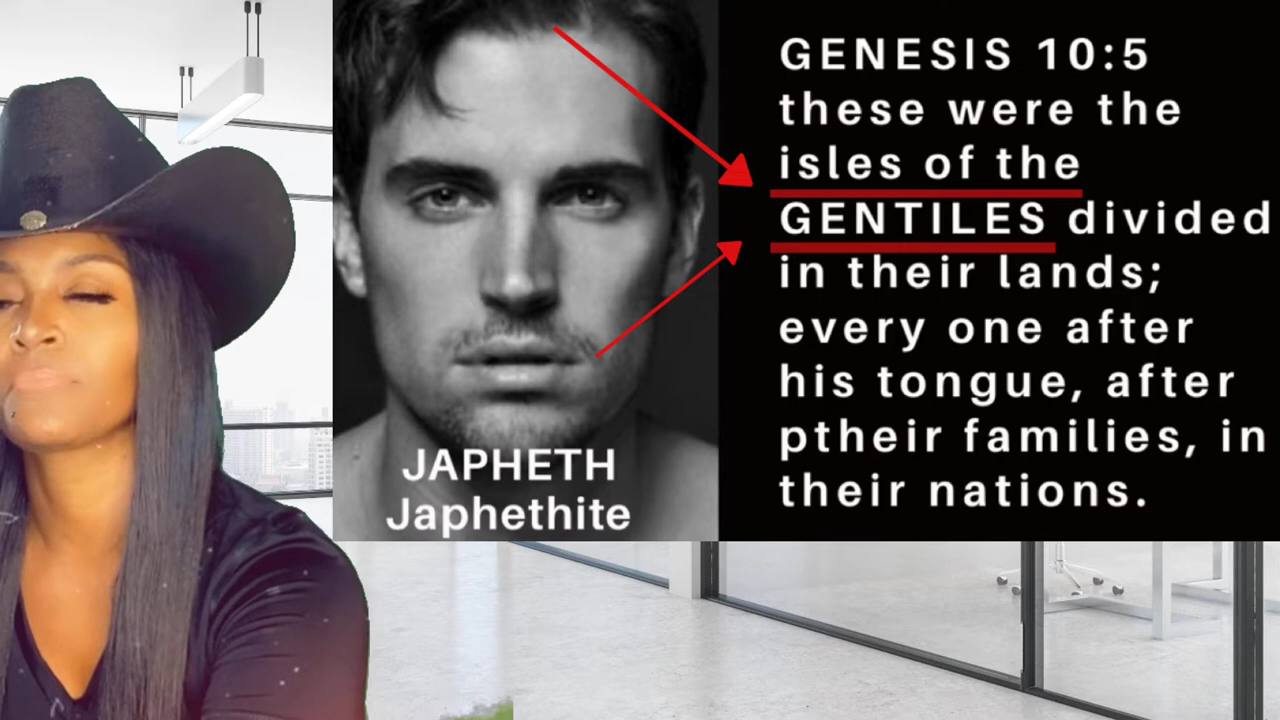 JAPHETH
Japhethite
GENESIS 10:5
these were the
isles of the
GENTILES divided
in their lands;
every one after
his tongue, after
ptheir families, in
their nations.